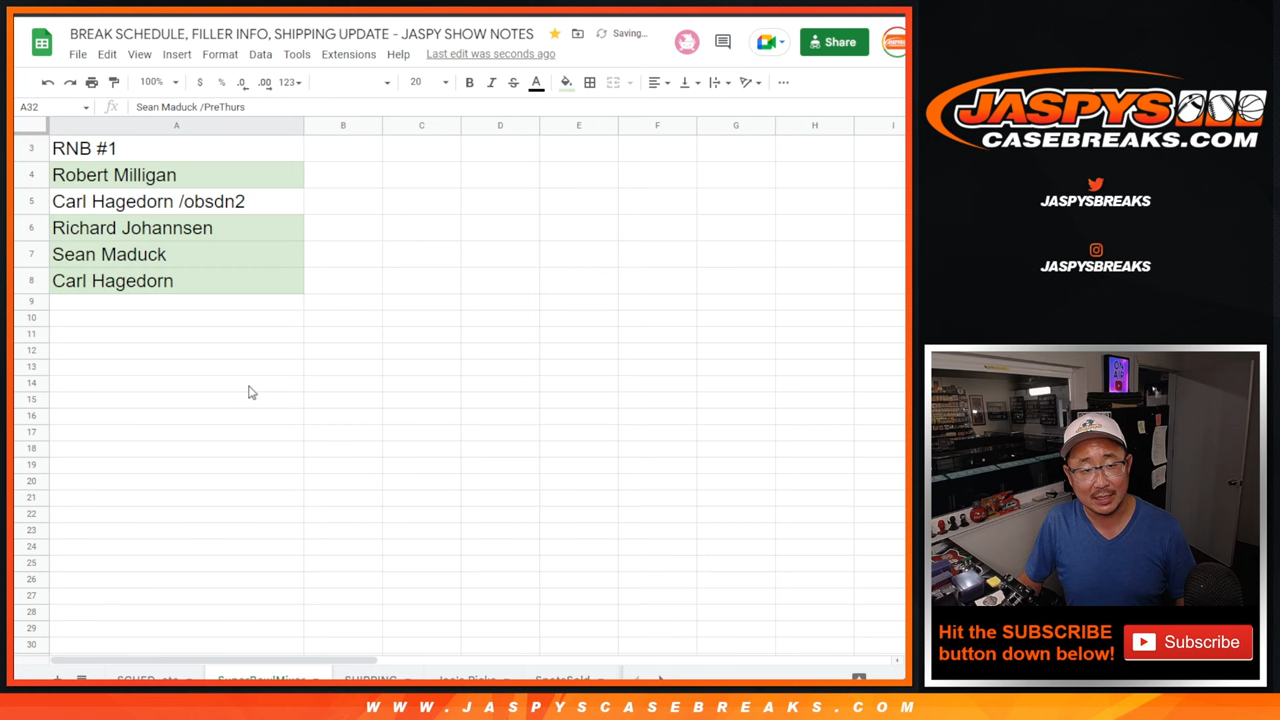 BREAK SCHEDULE, FILLER INFO, SHIPPING UPDATE - JASPY SHOW NOTES
Saving...
Share
File Edit View Insert Format Data Tools Extensions Help Last edit was seconds ago
100% $ % .0 .00 123 20 B I S A
A32 fx Sean Maduck /PreThurs
A B C D E F G H I
3 RNB #1
4 Robert Milligan
5 Carl Hagedorn /obsdn2
6 Richard Johannsen
7 Sean Maduck
8 Carl Hagedorn
9
10
11
12
13
14
15
16
17
18
19
20
21
22
23
24
25
26
27
28
29
30
JASPYS
CASEBREAKS.COM
JASPYSBREAKS
JASPYSBREAKS
ON AIR
Hit the SUBSCRIBE
button down below!
Subscribe
WWW.JASPYSCASEBREAKS.COM